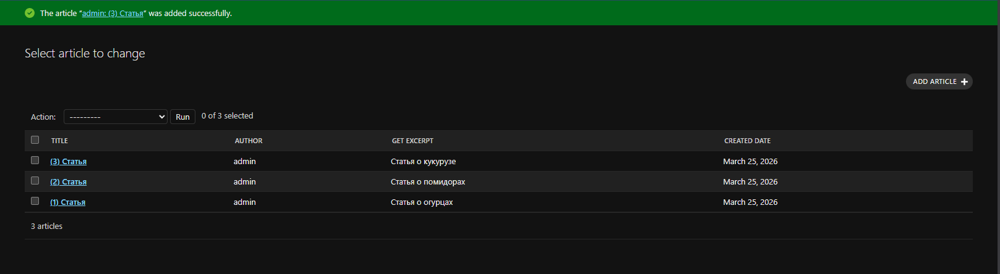 The article “admin: (3) Статья” was added successfully.
Select article to change
ADD ARTICLE
Action: --------- Run 0 of 3 selected
TITLE AUTHOR GET EXCERPT CREATED DATE
(3) Статья admin Статья о кукурузе March 25, 2026
(2) Статья admin Статья о помидорах March 25, 2026
(1) Статья admin Статья о огурцах March 25, 2026
3 articles